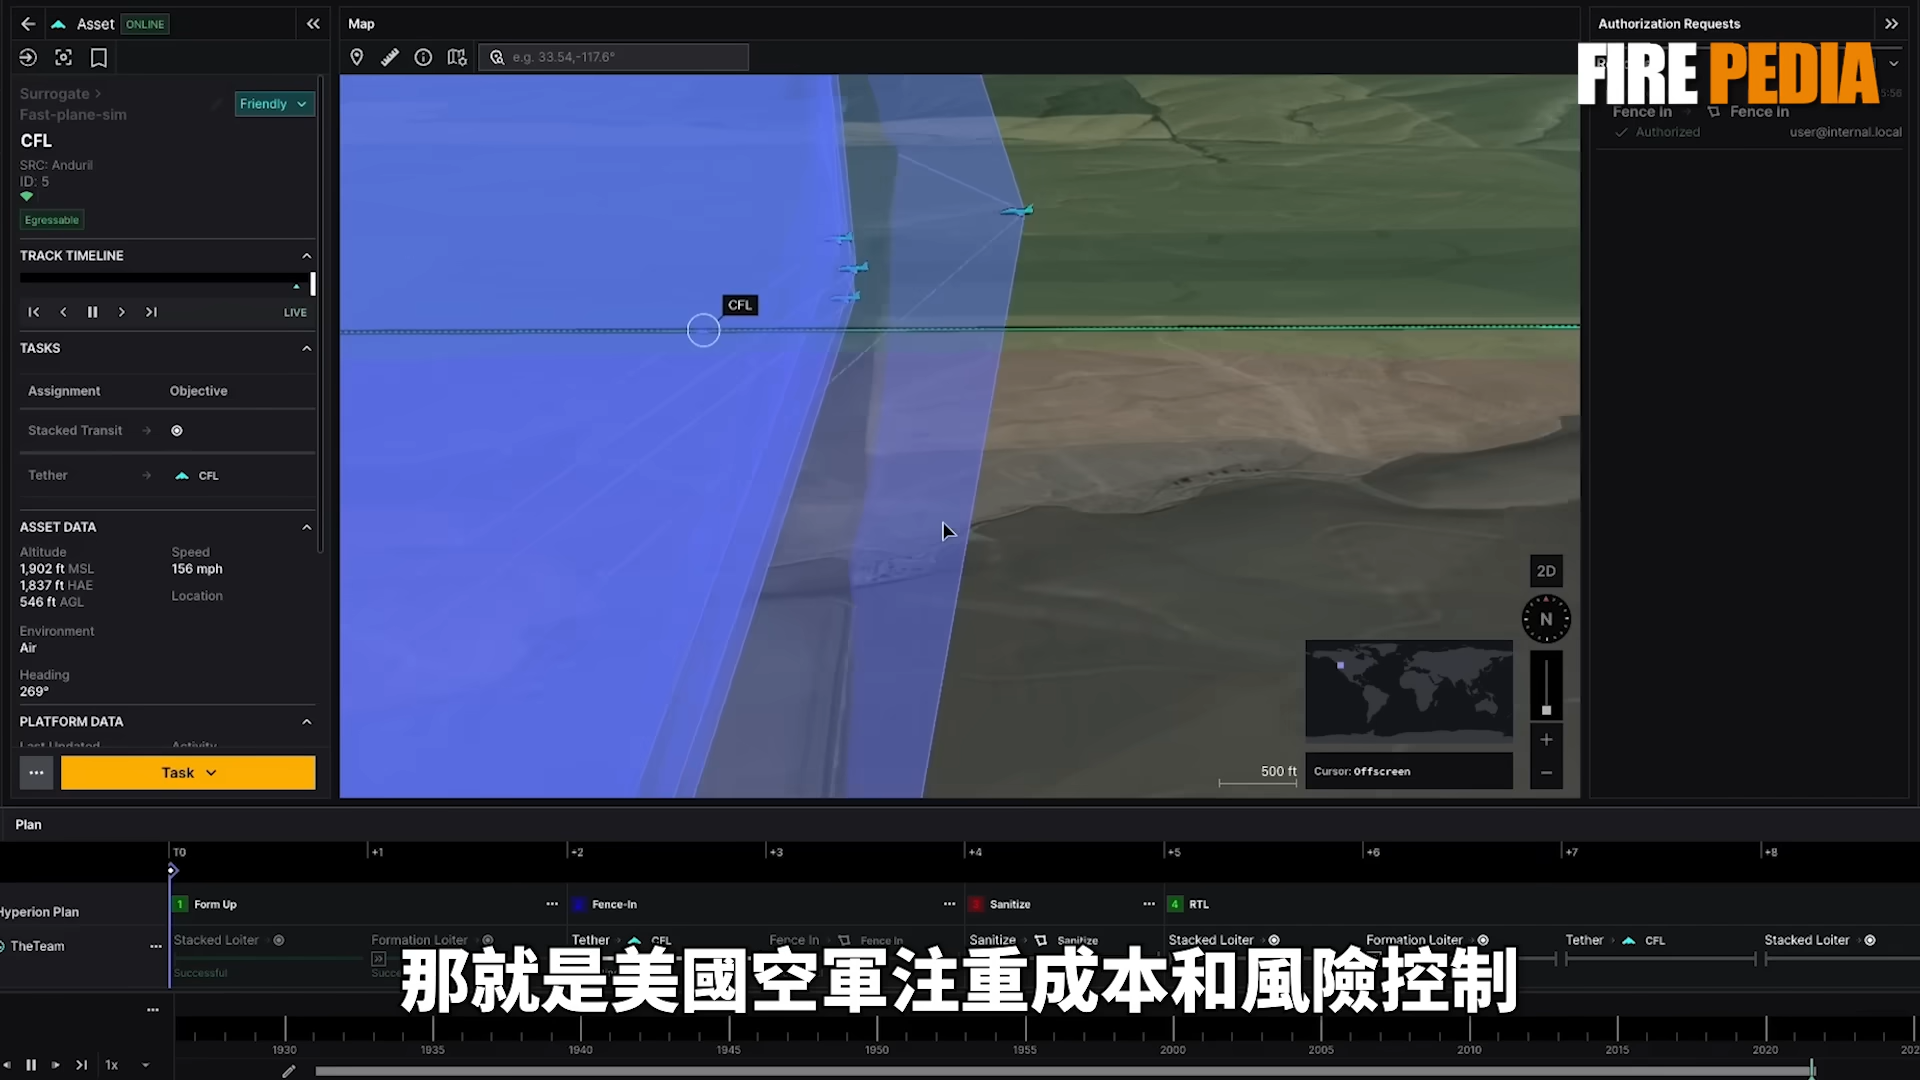 Asset ONLINE
Surrogate >
Fast-plane-sim
Friendly
CFL
SRC: Anduril
ID: 5
Egressable
TRACK TIMELINE
LIVE
TASKS
Assignment Objective
Stacked Transit
Tether CFL
ASSET DATA
Altitude Speed
1,902 ft MSL 156 mph
1,837 ft HAE
546 ft AGL Location
Environment
Air
Heading
269°
PLATFORM DATA
Last Updated Activity
Task
Map
e.g. 33.54,-117.6°
CFL
2D
N
500 ft
Cursor: Offscreen
Authorization Requests
FIRE PEDIA
Fence In Fence In
Authorized user@internal.local
Plan
T0 +1 +2 +3 +4 +5 +6 +7 +8
Hyperion Plan
1 Form Up Fence-In 3 Sanitize 4 RTL
TheTeam
Stacked Loiter Formation Loiter Tether CFL Fence In Fence In Sanitize Sanitize Stacked Loiter Formation Loiter Tether CFL Stacked Loiter
Successful
那就是美國空軍注重成本和風險控制
1930 1935 1940 1945 1950 1955 2000 2005 2010 2015 2020
1x